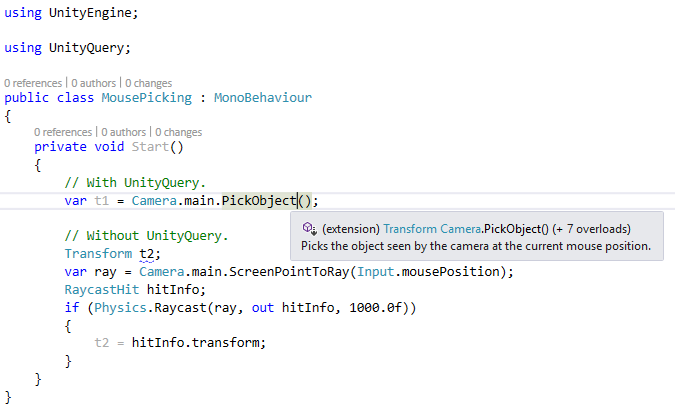 using UnityEngine;
using UnityQuery;
0 references | 0 authors | 0 changes
public class MousePicking : MonoBehaviour
{
0 references | 0 authors | 0 changes
private void Start()
{
// With UnityQuery.
var t1 = Camera.main.PickObject();
(extension) Transform Camera.PickObject() (+ 7 overloads)
Picks the object seen by the camera at the current mouse position.
// Without UnityQuery.
Transform t2;
var ray = Camera.main.ScreenPointToRay(Input.mousePosition);
RaycastHit hitInfo;
if (Physics.Raycast(ray, out hitInfo, 1000.0f))
{
t2 = hitInfo.transform;
}
}
}